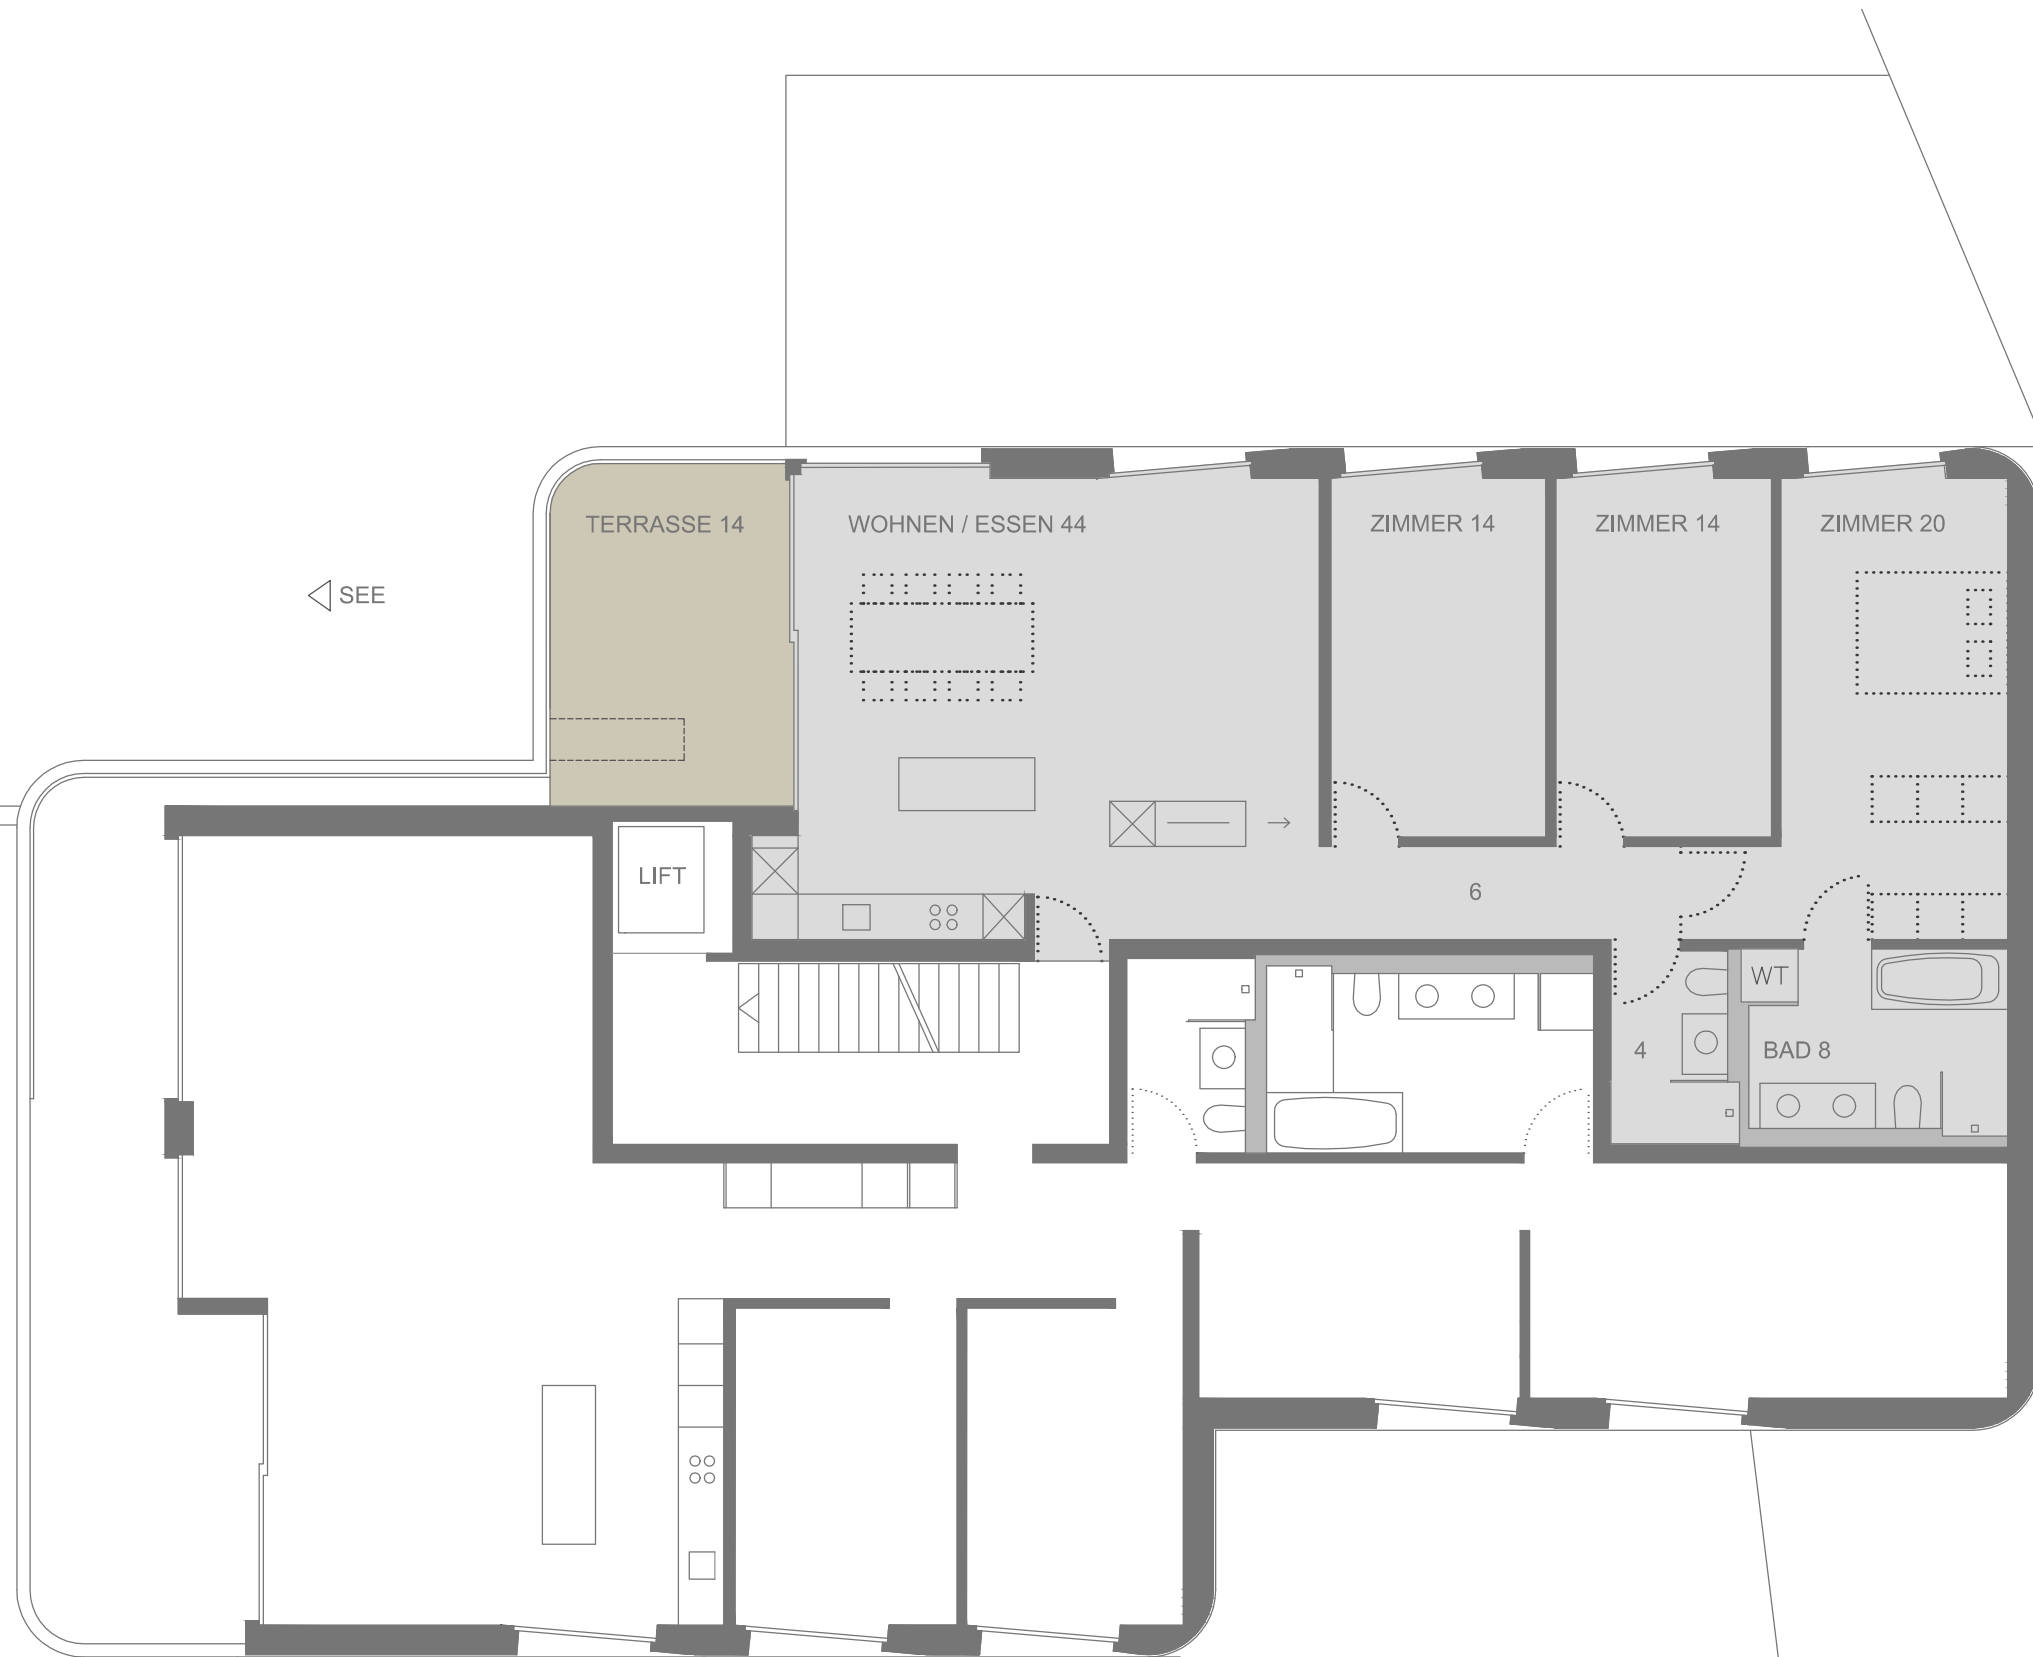 TERRASSE 14
WOHNEN / ESSEN 44
ZIMMER 14
ZIMMER 14
ZIMMER 20
SEE
LIFT
6
WT
4
BAD 8